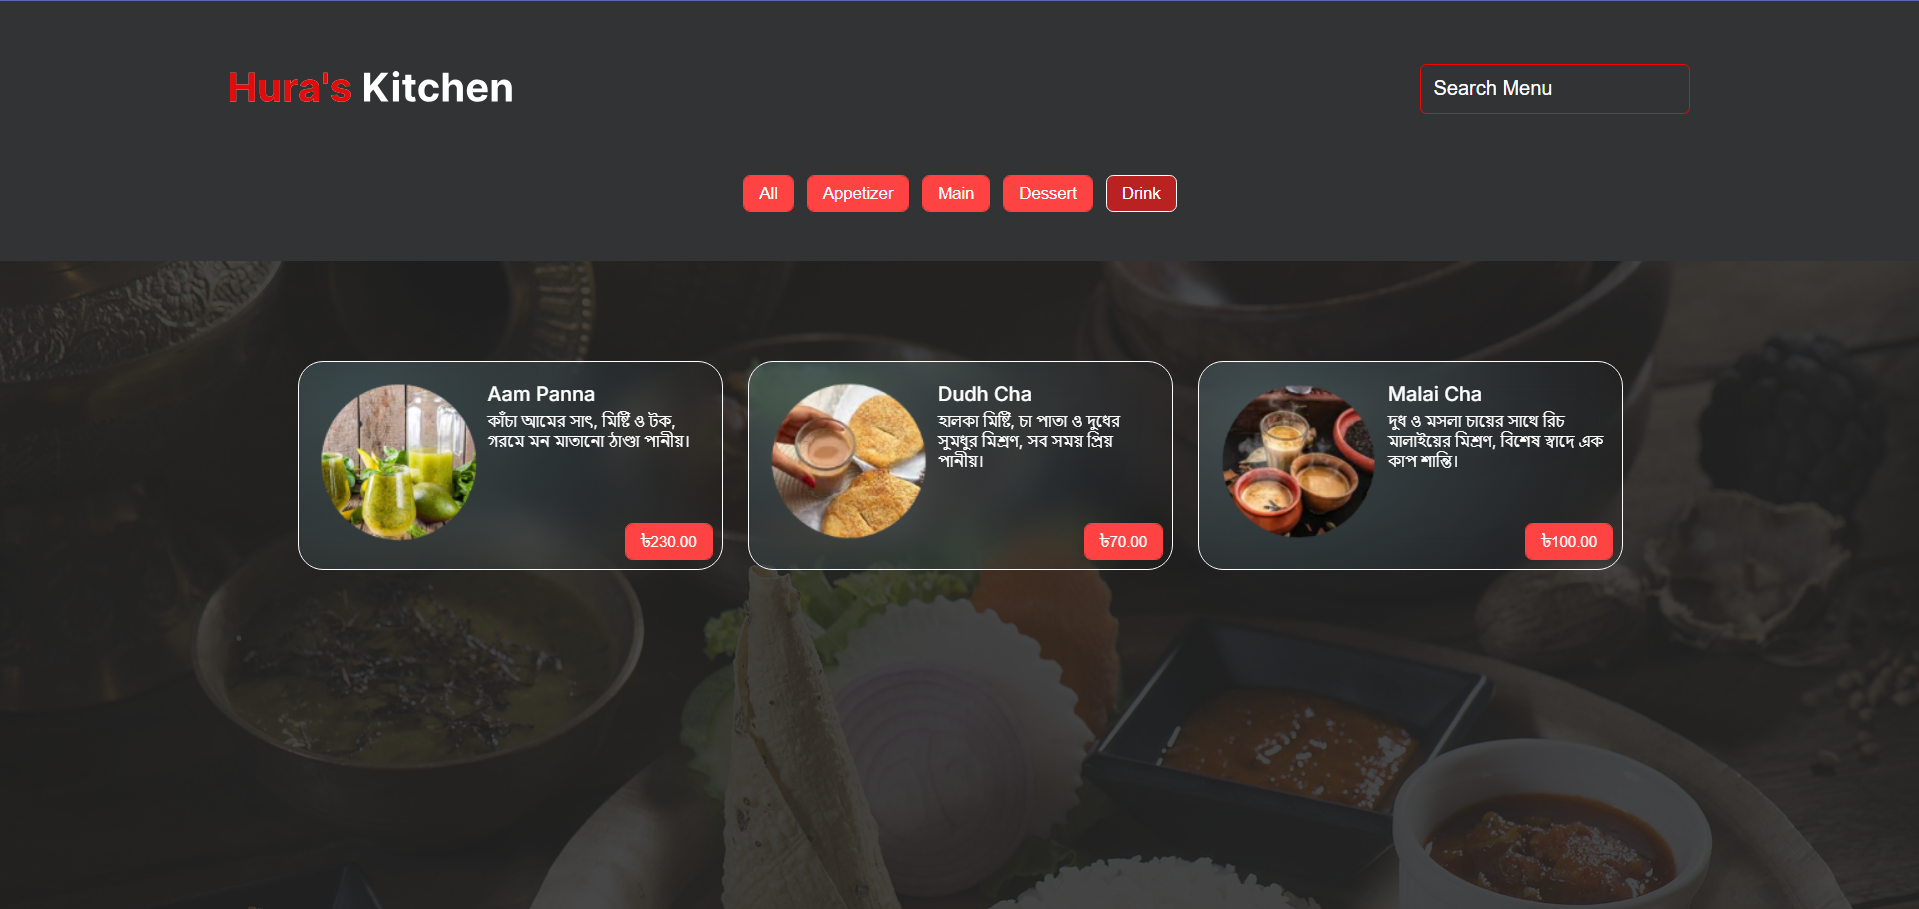 Hura's Kitchen
Search Menu
All
Appetizer
Main
Dessert
Drink
Aam Panna
কাঁচা আমের সাৎ, মিষ্টি ও টক,
গরমে মন মাতানো ঠাণ্ডা পানীয়।
৳230.00
Dudh Cha
হালকা মিষ্টি, চা পাতা ও দুধের
সুমধুর মিশ্রণ, সব সময় প্রিয়
পানীয়।
৳70.00
Malai Cha
দুধ ও মসলা চায়ের সাথে রিচ
মালাইয়ের মিশ্রণ, বিশেষ স্বাদে এক
কাপ শান্তি।
৳100.00